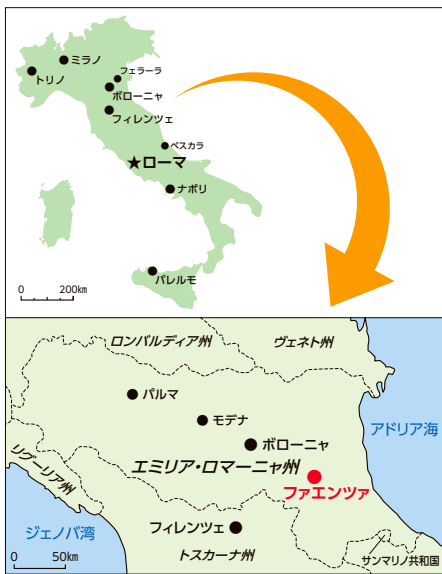 ミラノ
トリノ
フェラーラ
ボローニャ
フィレンツェ
ペスカラ
★ローマ
ナポリ
パレルモ
0 200km
ロンバルディア州
ヴェネト州
パルマ
モデナ
アドリア海
ボローニャ
エミリア・ロマーニャ州
リグーリア州
ファエンツァ
フィレンツェ
ジェノバ湾
0 50km
トスカーナ州
サンマリノ共和国